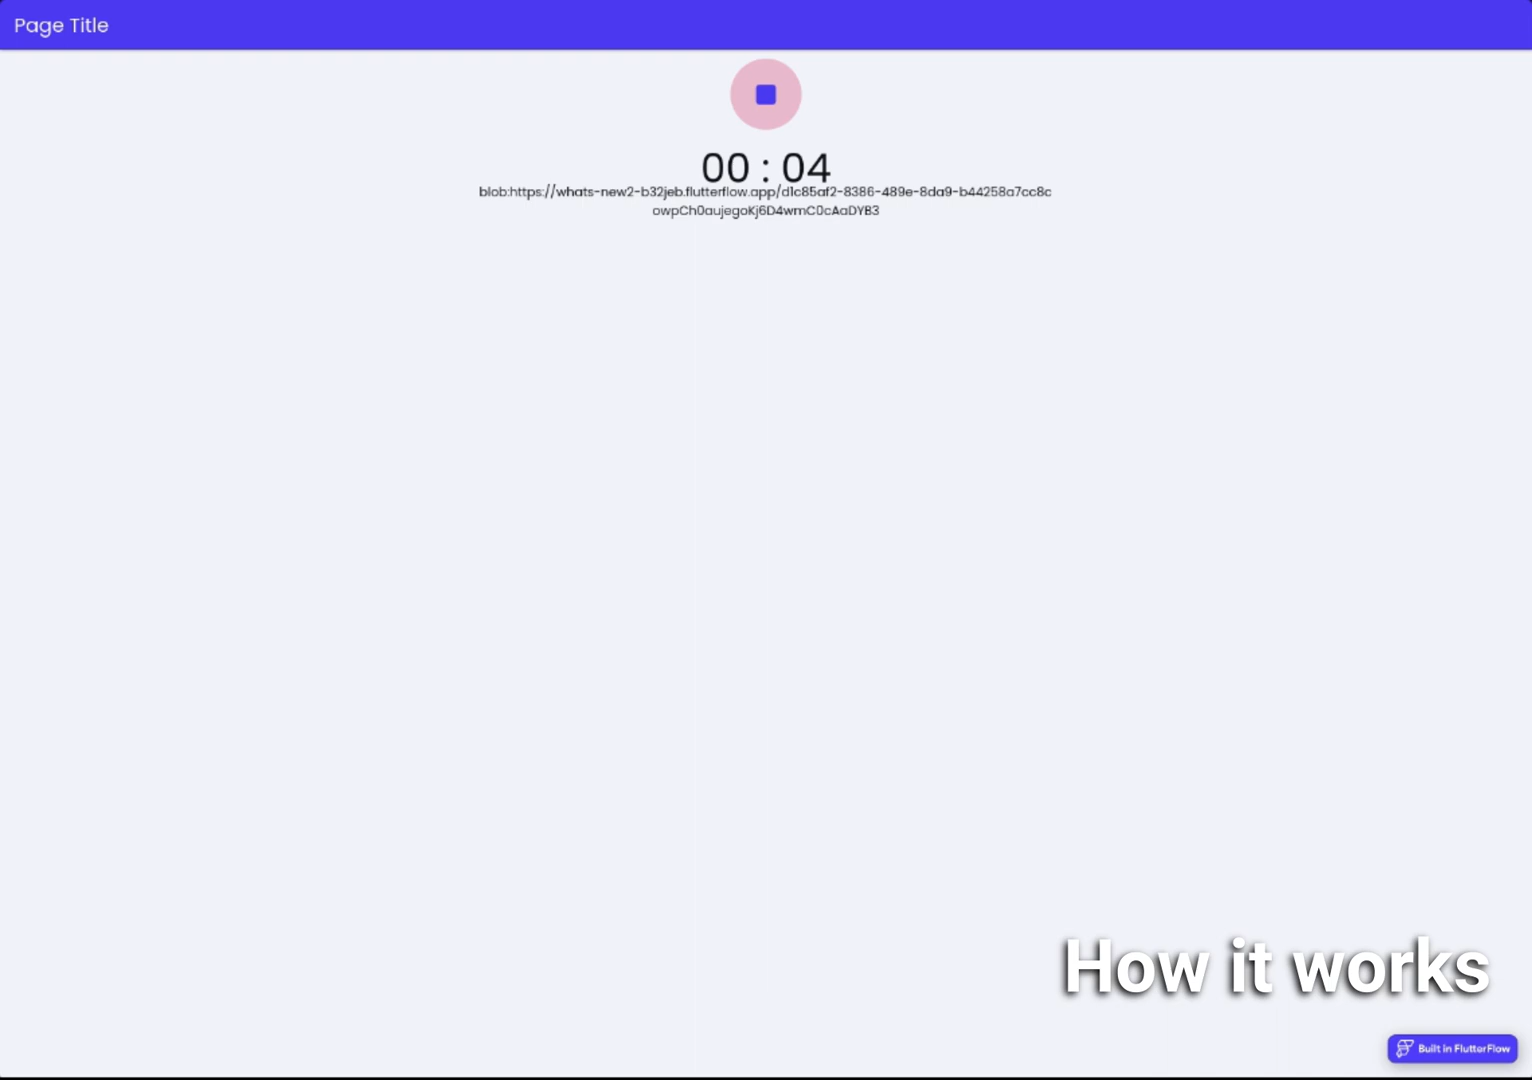 Page Title
00 : 04
blob:https://whats-new2-b32jeb.flutterflow.app/d1c85af2-8386-489e-8da9-b44258a7cc8c
owpCh0aujegoKj6D4wmC0cAaDYB3
How it works
Built in FlutterFlow